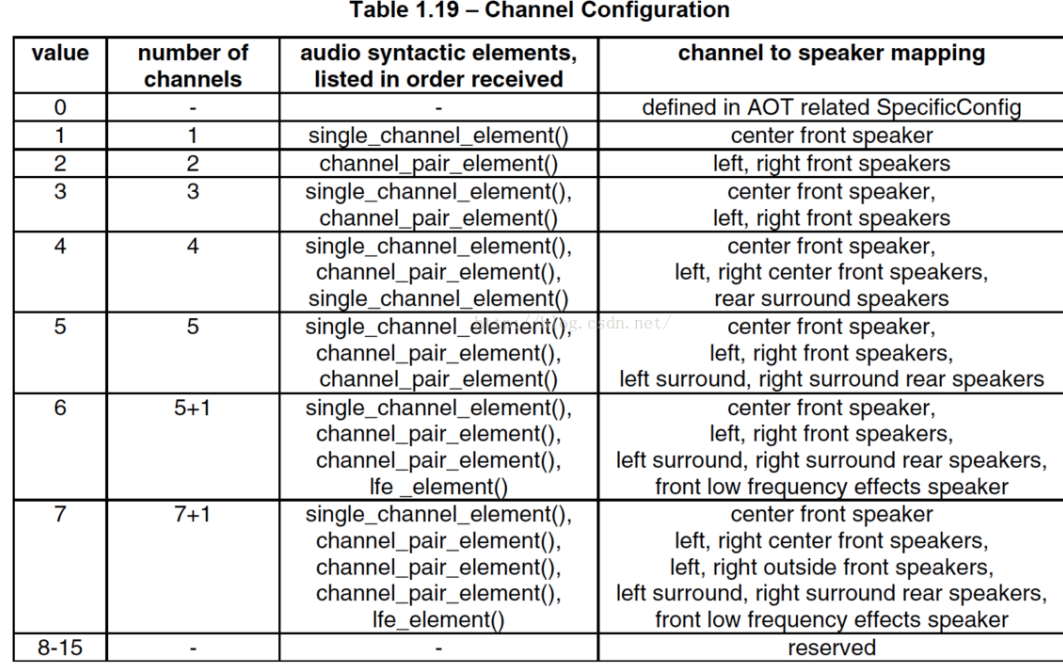 Table 1.19 – Channel Configuration
value number of channels audio syntactic elements, listed in order received channel to speaker mapping
0 - - defined in AOT related SpecificConfig
1 1 single_channel_element() center front speaker
2 2 channel_pair_element() left, right front speakers
3 3 single_channel_element(), center front speaker,
channel_pair_element() left, right front speakers
4 4 single_channel_element(), center front speaker,
channel_pair_element(), left, right center front speakers,
single_channel_element() rear surround speakers
5 5 single_channel_element(), center front speaker,
channel_pair_element(), left, right front speakers,
channel_pair_element() left surround, right surround rear speakers
6 5+1 single_channel_element(), center front speaker,
channel_pair_element(), left, right front speakers,
channel_pair_element(), left surround, right surround rear speakers,
lfe _element() front low frequency effects speaker
7 7+1 single_channel_element(), center front speaker
channel_pair_element(), left, right center front speakers,
channel_pair_element(), left, right outside front speakers,
channel_pair_element(), left surround, right surround rear speakers,
lfe_element() front low frequency effects speaker
8-15 - - reserved